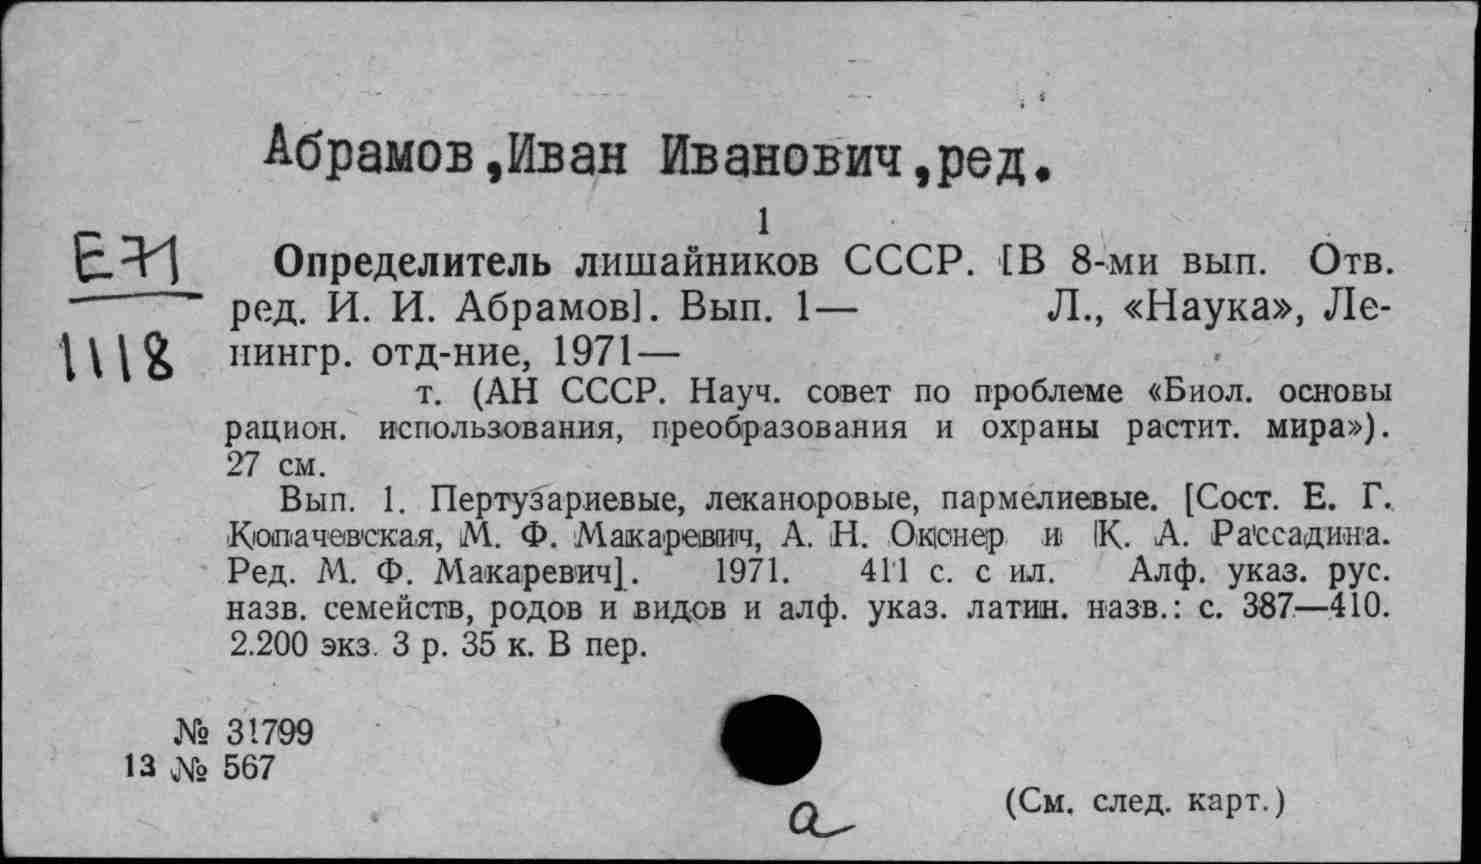 Абрамов,Иван Иванович,ред.
1
Определитель лишайников СССР. [В 8-ми вып. Отв.
ред. И. И. Абрамов]. Вып. 1— Л., «Наука», Ле-
нингр. отд-ние, 1971—
т. (АН СССР. Науч. совет по проблеме «Биол. основы
рацион. использования, преобразования и охраны растит. мира»).
27 см.
Вып. 1. Пертузариевые, леканоровые, пармелиевые. [Сост. Е. Г.
Копачевская, М. Ф. Макаревич, А. Н. Окснер и К. А. Рассадина.
Ред. М. Ф. Макаревич]. 1971. 411 с. с ил. Алф. указ. рус.
назв. семейств, родов и видов и алф. указ. латин. назв.: с. 387—410.
2.200 экз. 3 р. 35 к. В пер.
№ 31799
13 № 567
(См. след. карт.)
а
1118